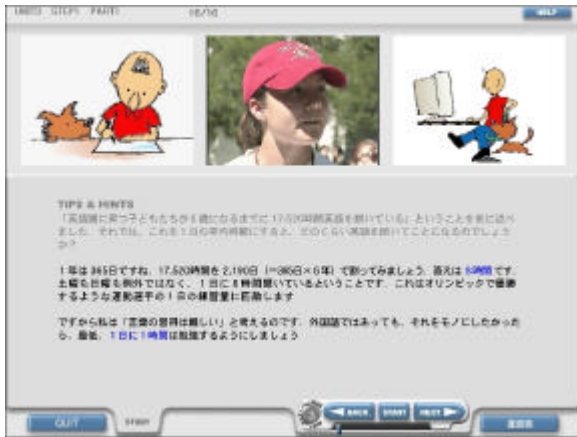 UNIT3 STEP1 PART1
10/10
HELP
TIPS & HINTS
「英語圏に育つ子どもたちが6歳になるまでに17,520時間英語を聞いている」ということを前に述べ
ました。それでは、これを1日の平均時間にすると、どのくらい英語を聞いてことになるのでしょう
か?
1年は365日ですね。17,520時間を2,190日(=365日×6年)で割ってみましょう。答えは8時間です。
土曜も日曜も例外ではなく、1日に8時間聞いているということです。これはオリンピックで優勝
するような運動選手の1日の練習量に匹敵します
ですから私は「言葉の習得は難しい」と考えるのです。外国語ではあっても、それをモノにしたかった
ら、最低、1日に1時間は勉強するようにしましょう
QUIT
STUDY
BACK
START
NEXT